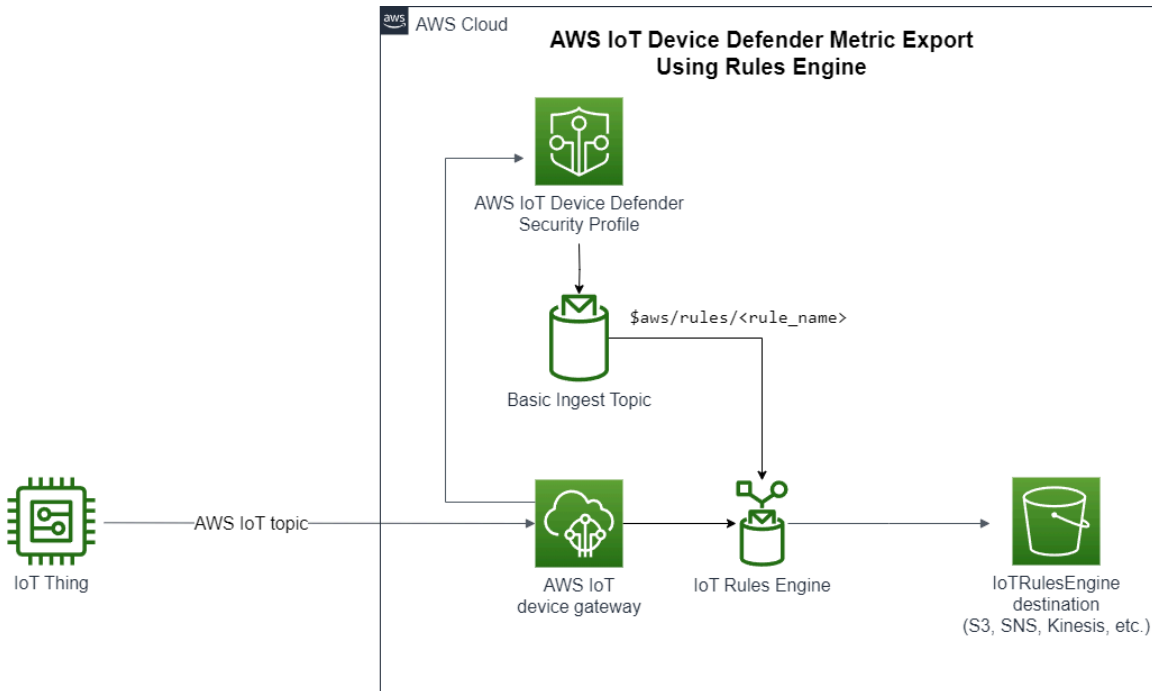 aws
AWS Cloud
AWS IoT Device Defender Metric Export
Using Rules Engine
AWS IoT Device Defender
Security Profile
$aws/rules/<rule_name>
Basic Ingest Topic
AWS IoT topic
IoT Thing
AWS IoT
device gateway
IoT Rules Engine
IoTRulesEngine
destination
(S3, SNS, Kinesis, etc.)